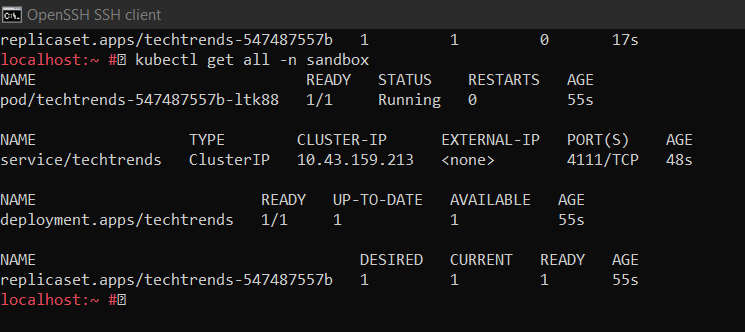 OpenSSH SSH client
replicaset.apps/techtrends-547487557b   1         1         0       17s
localhost:~ # kubectl get all -n sandbox
NAME                              READY   STATUS    RESTARTS   AGE
pod/techtrends-547487557b-ltk88   1/1     Running   0          55s
NAME                 TYPE        CLUSTER-IP      EXTERNAL-IP   PORT(S)    AGE
service/techtrends   ClusterIP   10.43.159.213   <none>        4111/TCP   48s
NAME                         READY   UP-TO-DATE   AVAILABLE   AGE
deployment.apps/techtrends   1/1     1            1           55s
NAME                                    DESIRED   CURRENT   READY   AGE
replicaset.apps/techtrends-547487557b   1         1         1       55s
localhost:~ #